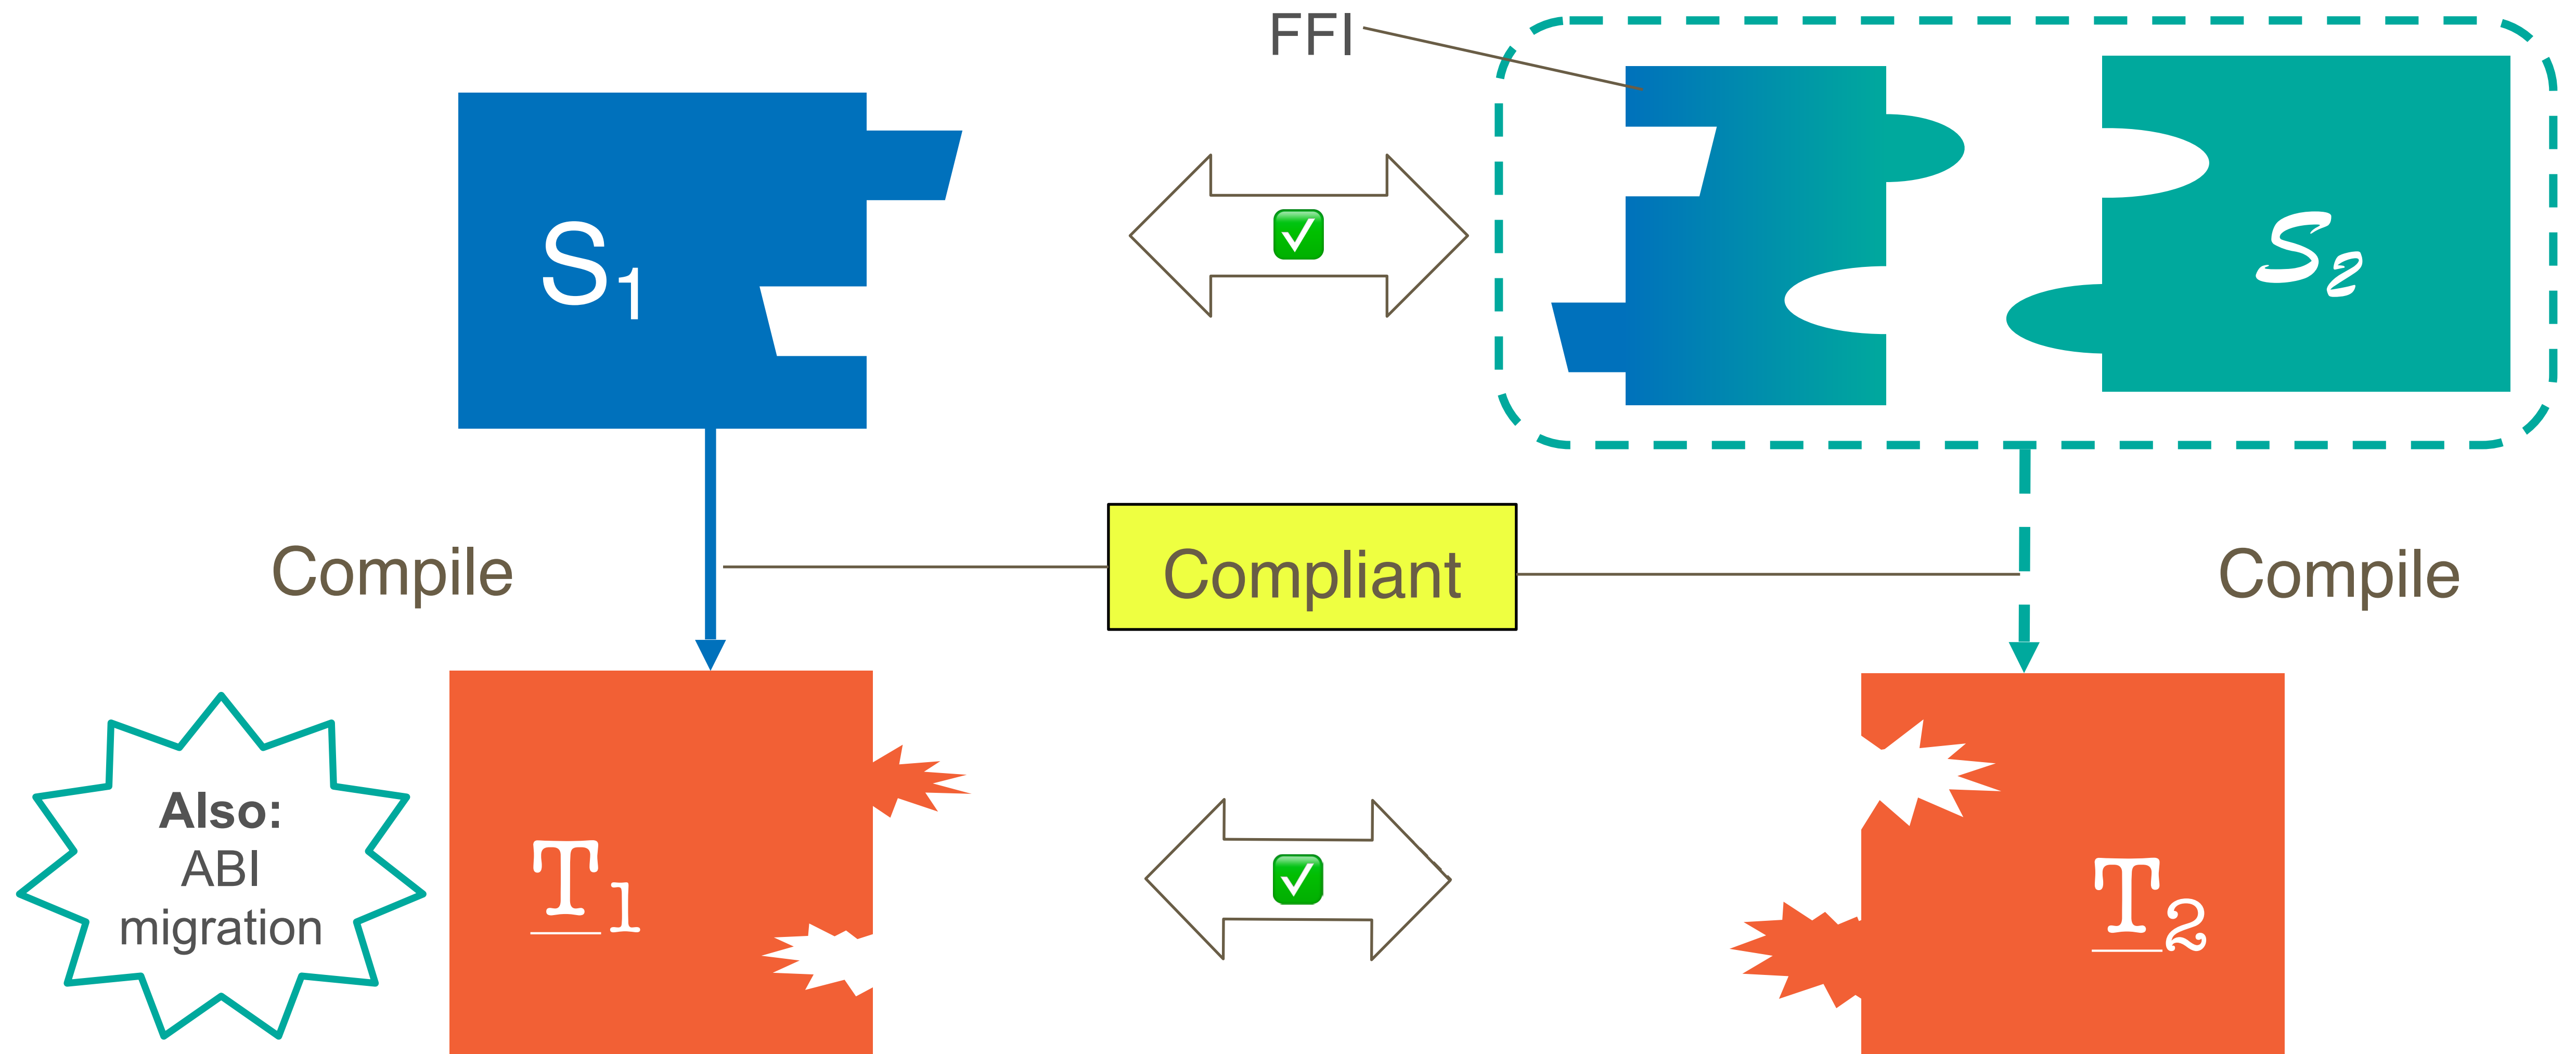 FFI
S₁
S₂
Compile
Compliant
Compile
Also:
ABI
migration
T₁
T₂